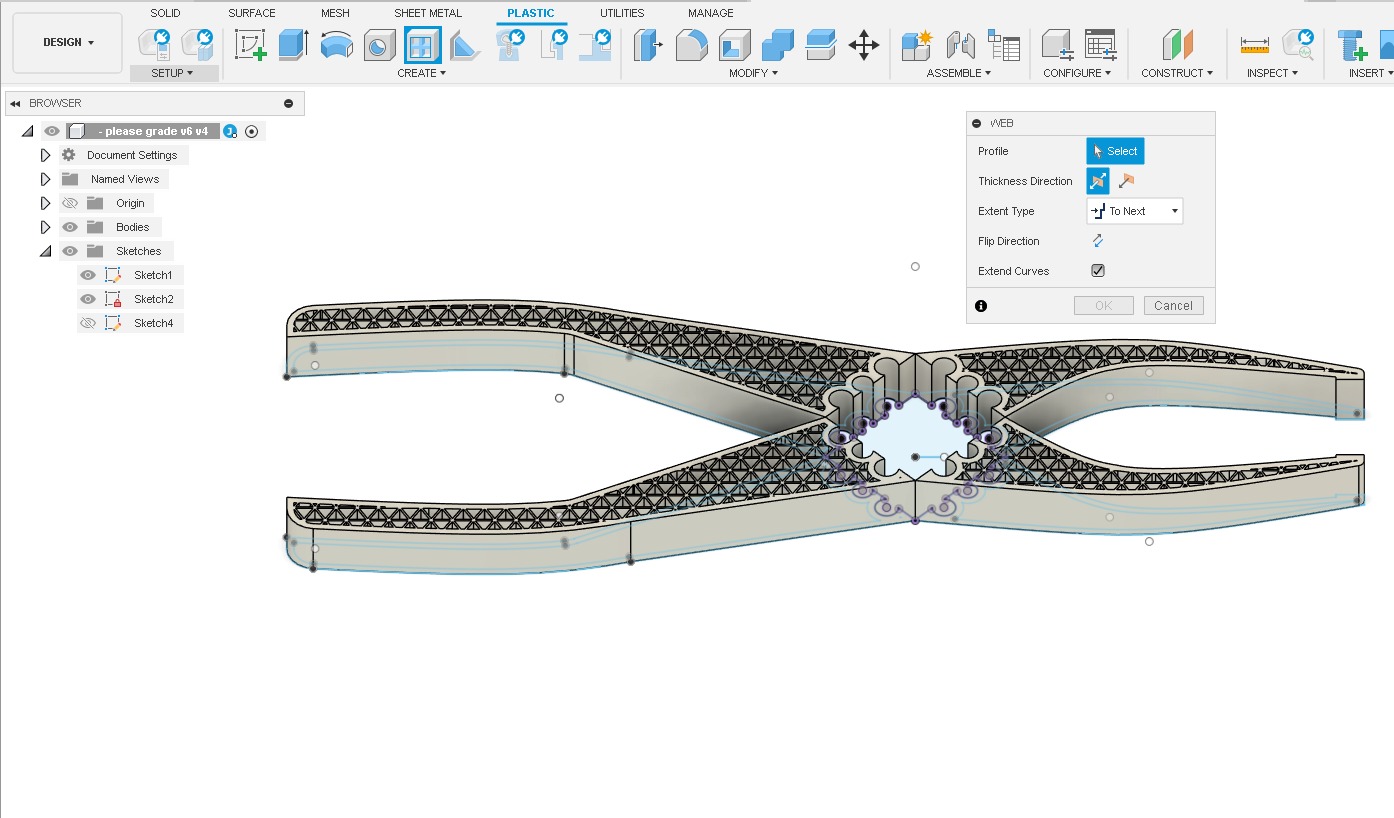 SOLID SURFACE MESH SHEET METAL PLASTIC UTILITIES MANAGE
DESIGN
SETUP CREATE MODIFY ASSEMBLE CONFIGURE CONSTRUCT INSPECT INSERT
BROWSER
- please grade v6 v4
Document Settings
Named Views
Origin
Bodies
Sketches
Sketch1
Sketch2
Sketch4
WEB
Profile Select
Thickness Direction
Extent Type To Next
Flip Direction
Extend Curves
OK Cancel